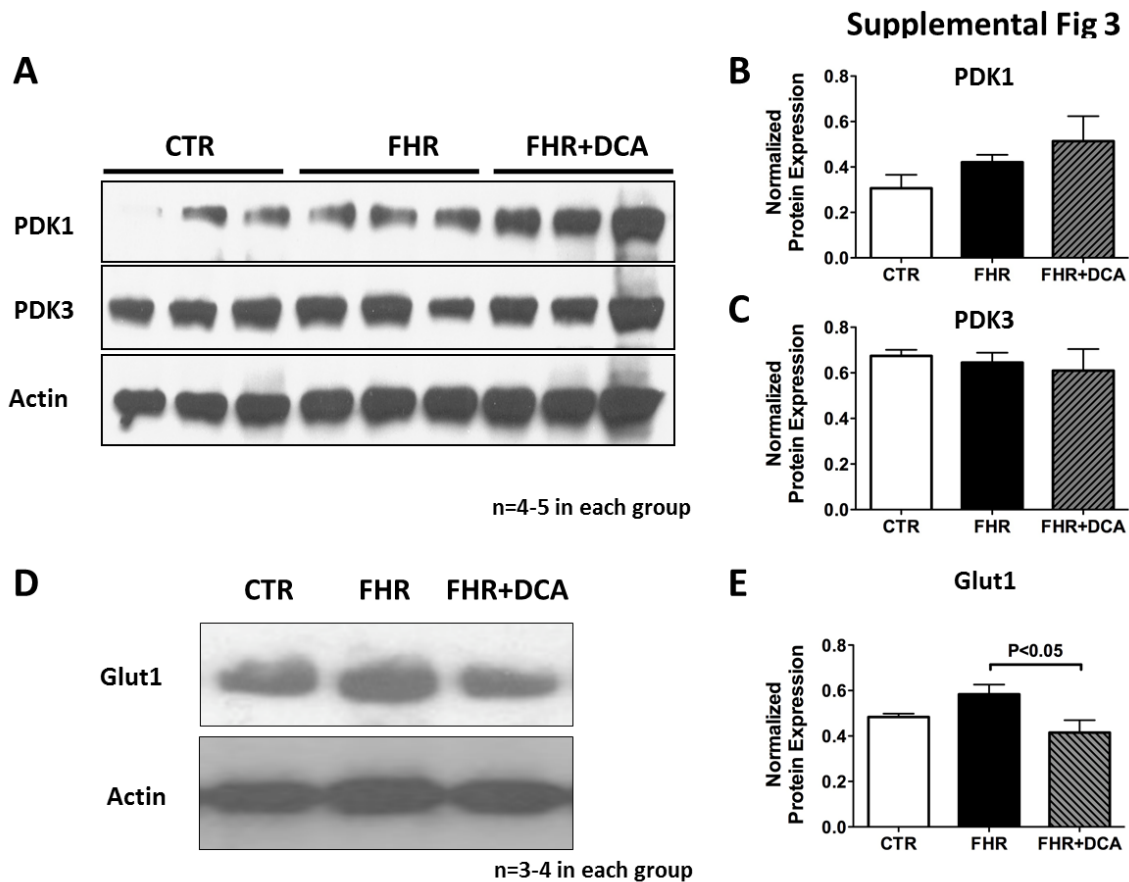 Supplemental Fig 3
A
CTR FHR FHR+DCA
PDK1
PDK3
Actin
n=4-5 in each group
B
PDK1
Normalized
Protein Expression
0.8
0.6
0.4
0.2
0.0
CTR FHR FHR+DCA
C
PDK3
Normalized
Protein Expression
0.8
0.6
0.4
0.2
0.0
CTR FHR FHR+DCA
D
CTR FHR FHR+DCA
Glut1
Actin
n=3-4 in each group
E
Glut1
Normalized
Protein Expression
0.8
0.6
0.4
0.2
0.0
P<0.05
CTR FHR FHR+DCA